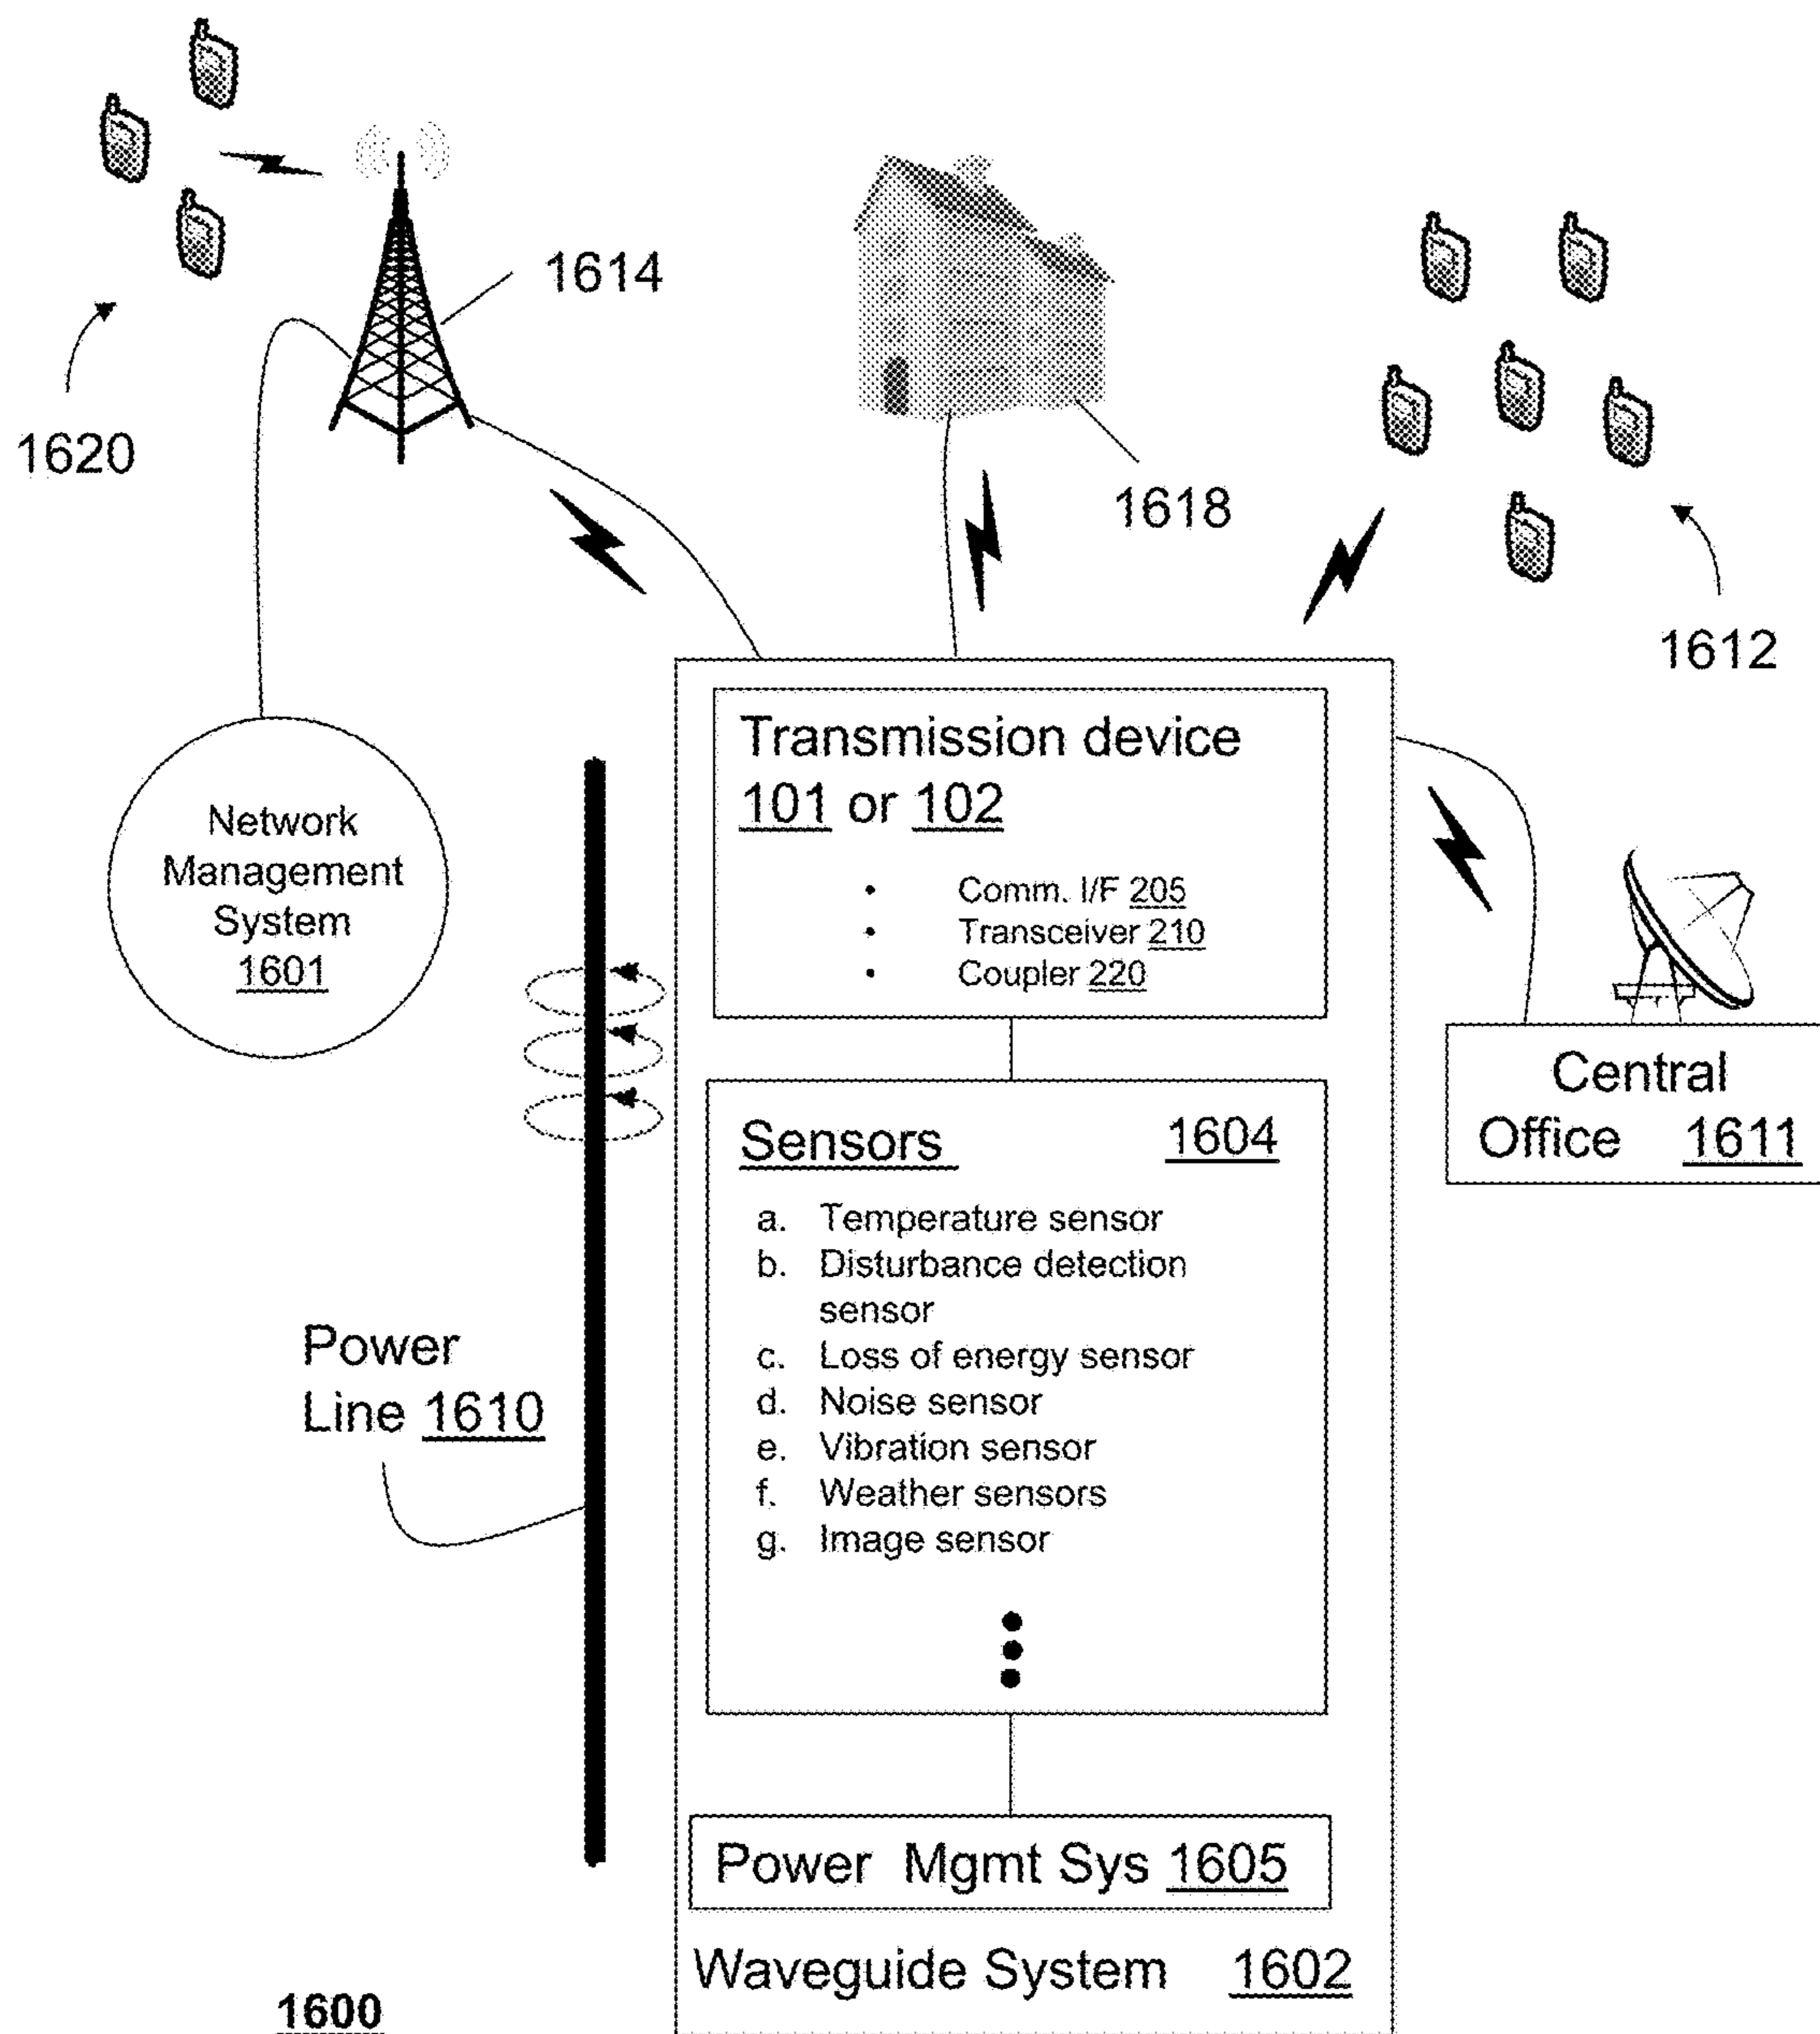 1614
1620
1618
1612
Network
Management
System
1601
Transmission device
101 or 102
• Comm. I/F 205
• Transceiver 210
• Coupler 220
Central
Office 1611
Sensors 1604
a. Temperature sensor
b. Disturbance detection
sensor
c. Loss of energy sensor
d. Noise sensor
e. Vibration sensor
f. Weather sensors
g. Image sensor
Power
Line 1610
Power Mgmt Sys 1605
Waveguide System 1602
1600